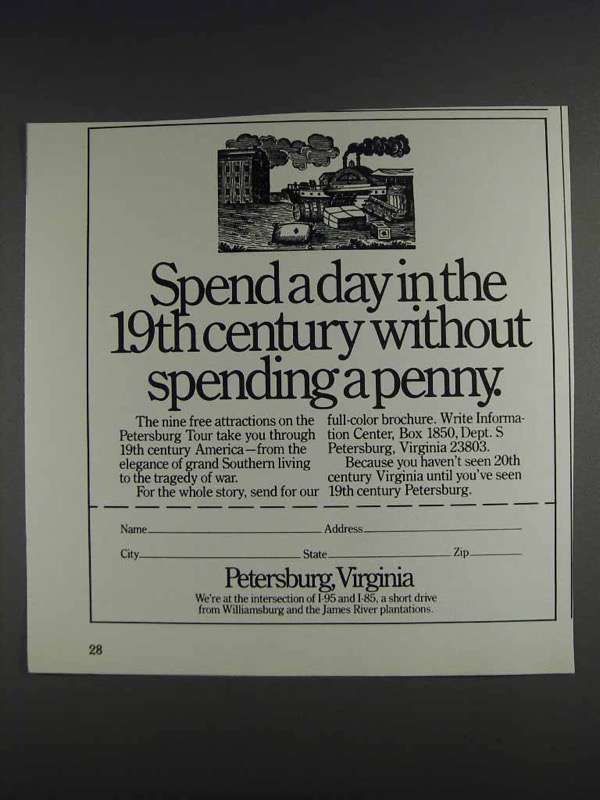 Spend a day in the
19th century without
spending a penny.
The nine free attractions on the
Petersburg Tour take you through
19th century America—from the
elegance of grand Southern living
to the tragedy of war.
For the whole story, send for our
full-color brochure. Write Informa-
tion Center, Box 1850, Dept. S
Petersburg, Virginia 23803.
Because you haven't seen 20th
century Virginia until you've seen
19th century Petersburg.
Name Address
City State Zip
Petersburg, Virginia
We're at the intersection of I-95 and I-85, a short drive
from Williamsburg and the James River plantations.
28